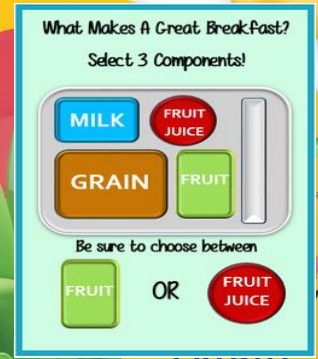 What Makes A Great Breakfast?
Select 3 Components!
MILK
FRUIT
JUICE
GRAIN
FRUIT
Be sure to choose between
FRUIT
OR
FRUIT
JUICE